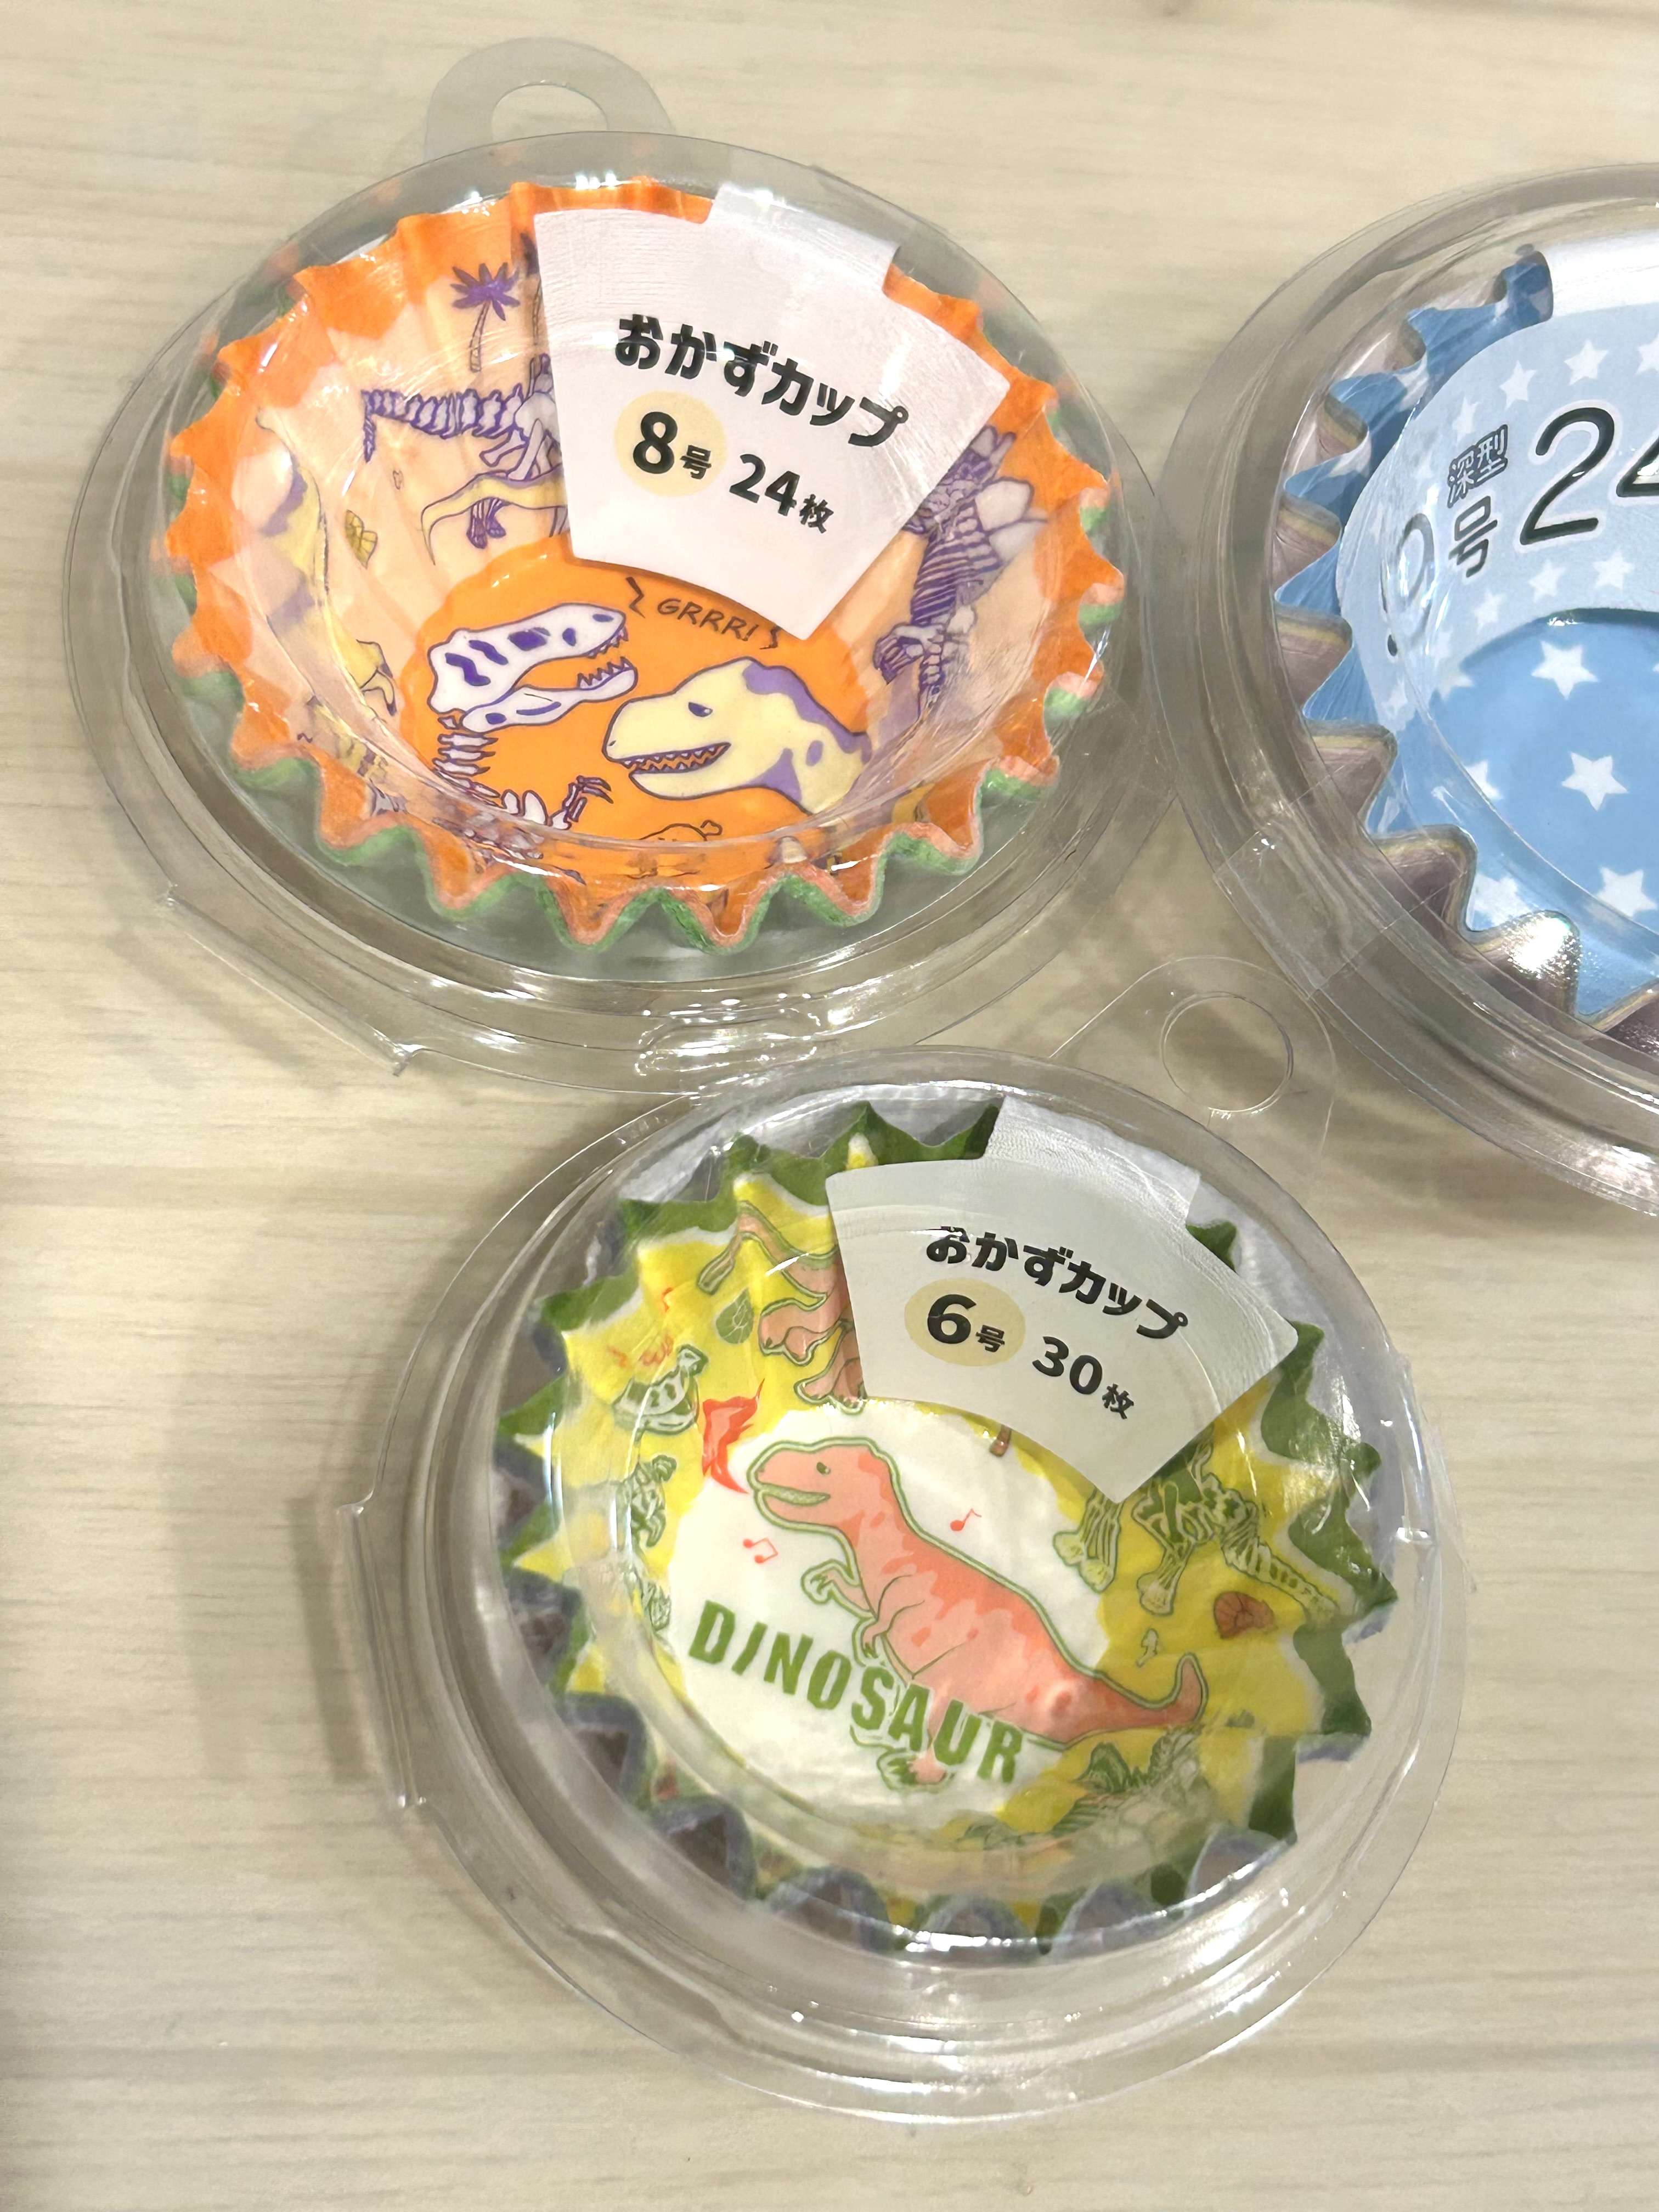 おかずカップ
8号 24枚
GRRR!
深型
号 24
おかずカップ
6号 30枚
DINOSAUR